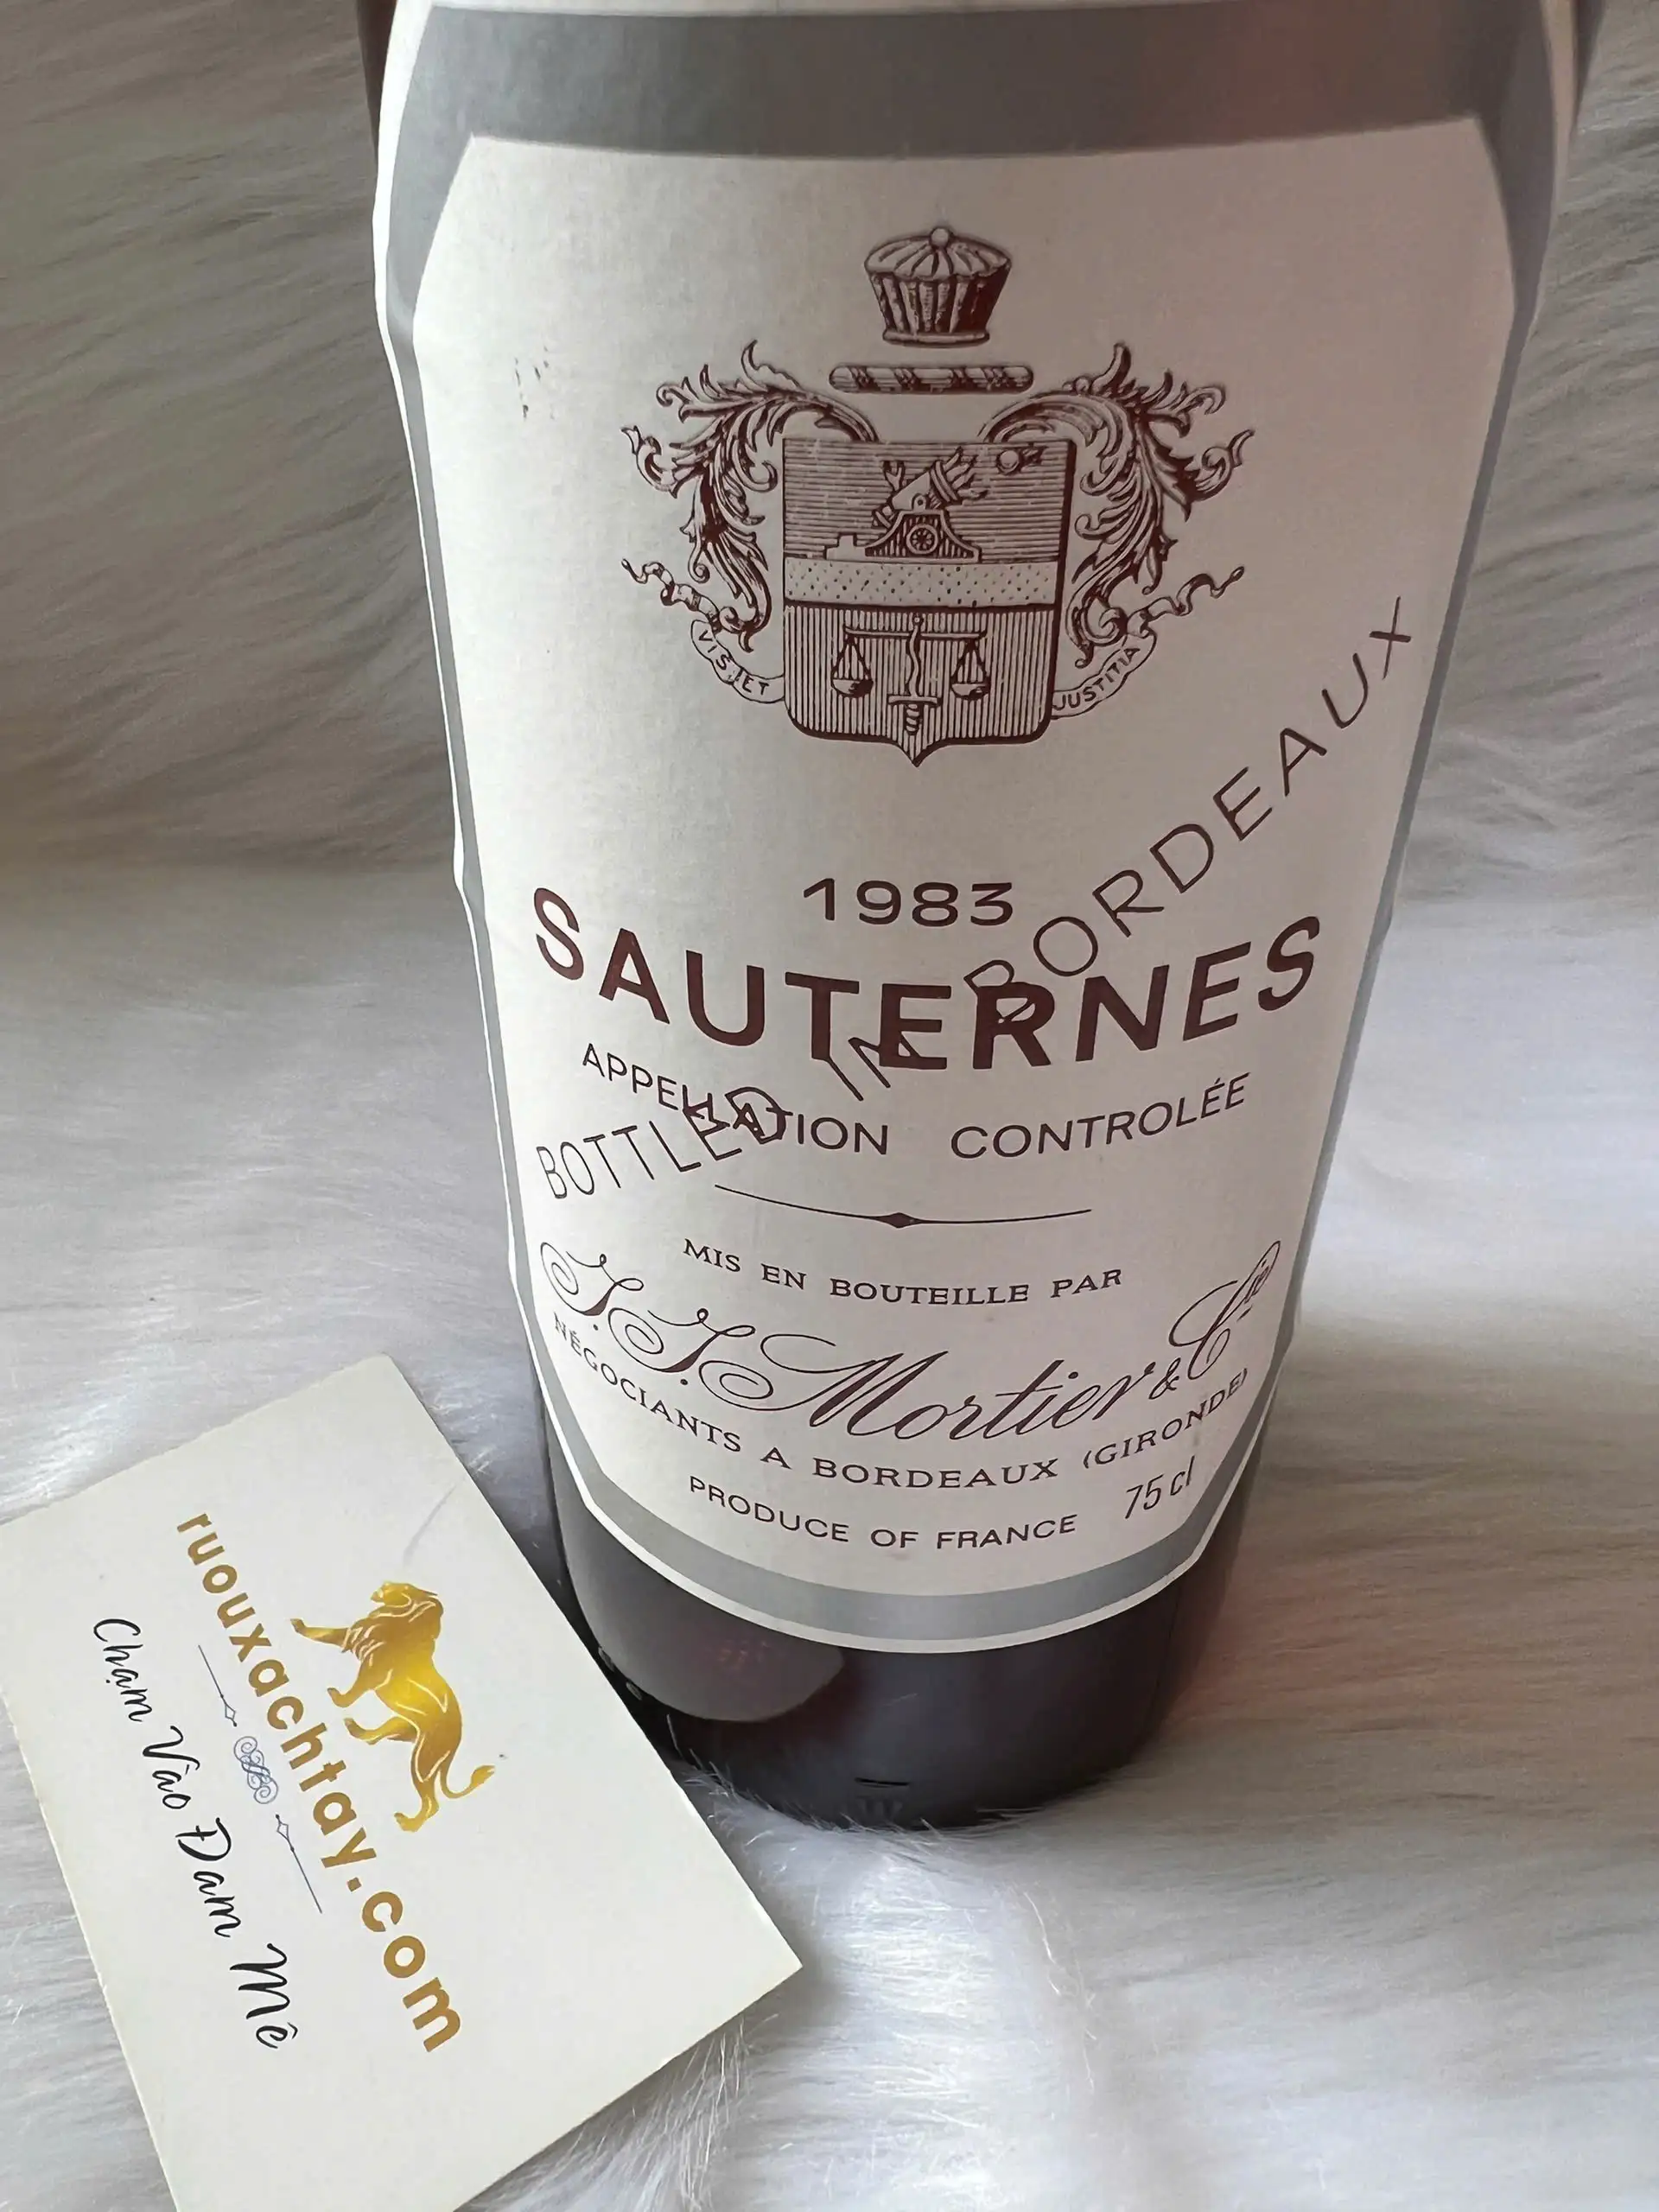 VIS ET
JUSTITIA
1983
SAUTERNES
APPELLATION CONTROLÉE
BOTTLED IN BORDEAUX
MIS EN BOUTEILLE PAR
J.J. Mortier & Cie
NÉGOCIANTS A BORDEAUX (GIRONDE)
PRODUCE OF FRANCE 75 cl
ruouxachtay.com
Chạm Vào Đam Mê